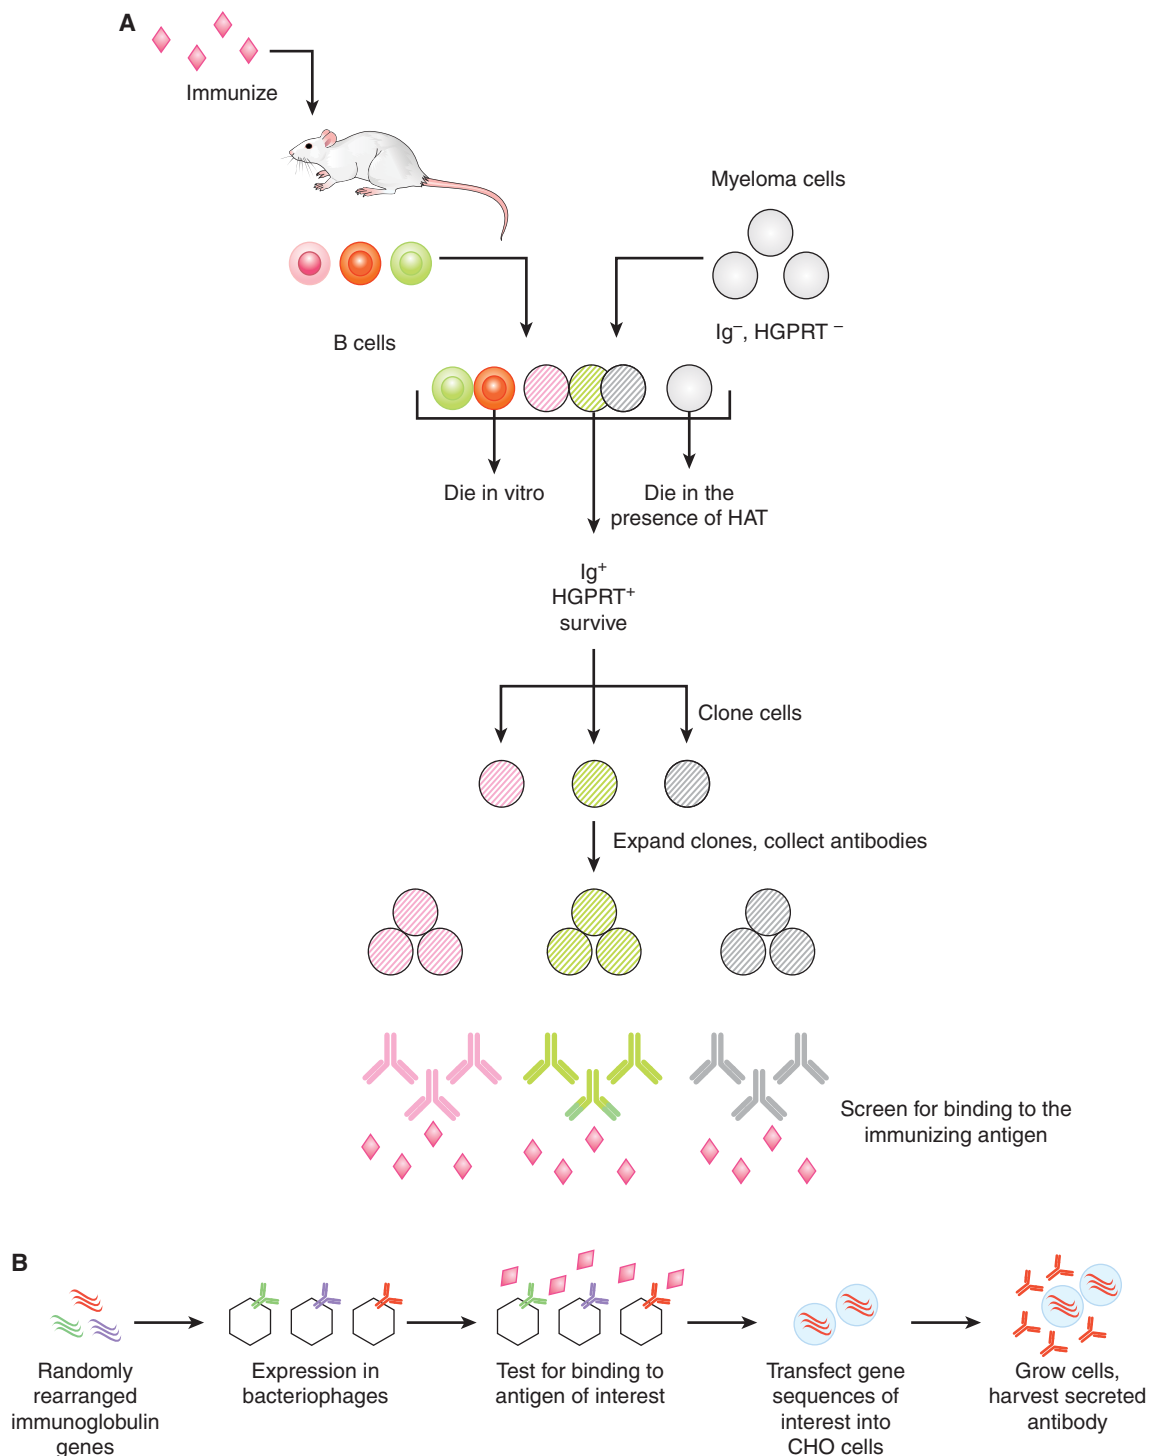 A
Immunize
Myeloma cells
Ig⁻, HGPRT ⁻
B cells
Die in vitro
Die in the
presence of HAT
Ig⁺
HGPRT⁺
survive
Clone cells
Expand clones, collect antibodies
Screen for binding to the
immunizing antigen
B
Randomly
rearranged
immunoglobulin
genes
Expression in
bacteriophages
Test for binding to
antigen of interest
Transfect gene
sequences of
interest into
CHO cells
Grow cells,
harvest secreted
antibody